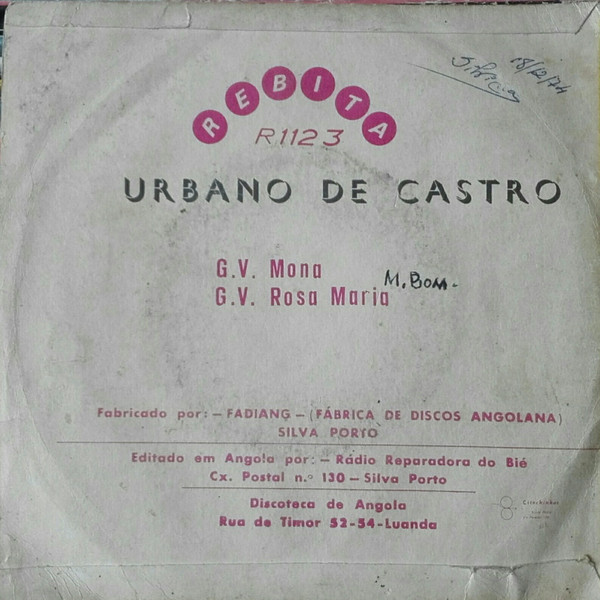 18/12/74
REBITA
R1123
URBANO DE CASTRO
G.V. Mona
M. BOM-
G.V. Rosa Maria
Fabricado por: - FADIANG - (FÁBRICA DE DISCOS ANGOLANA)
SILVA PORTO
Editado em Angola por: - Rádio Reparadora do Bié
Cx. Postal n.º 130 - Silva Porto
Discoteca de Angola
Rua de Timor 52-54-Luanda